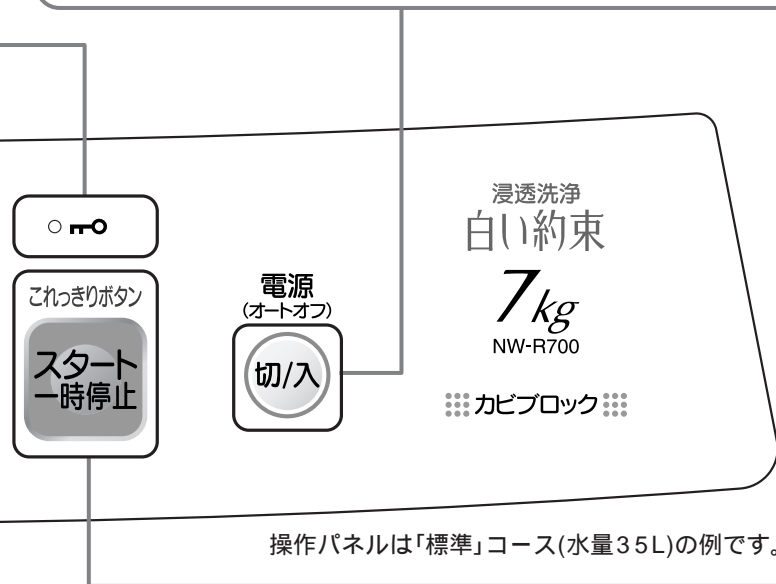 浸透洗浄
白い約束
7kg
NW-R700
カビブロック
これっきりボタン
スタート
一時停止
電源
(オートオフ)
切/入
操作パネルは｢標準｣コース(水量35L)の例です。